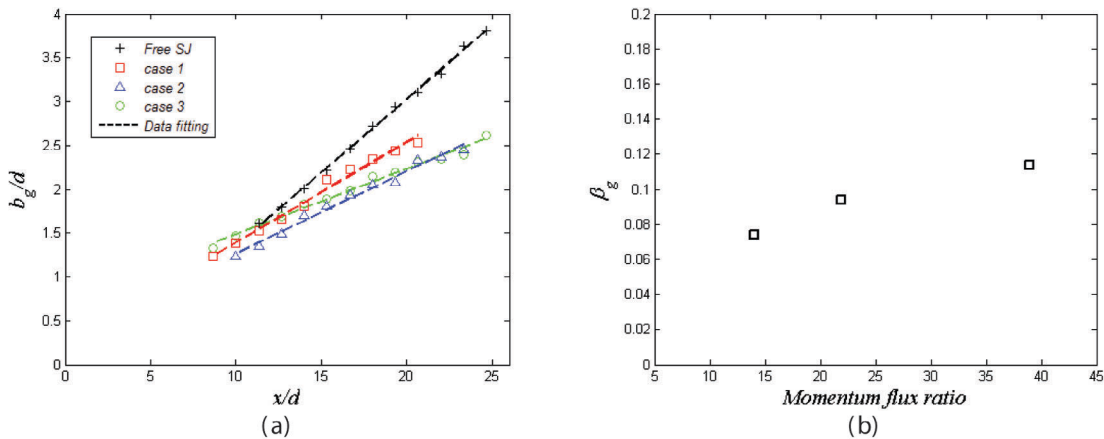 4
3.5
3
2.5
2
1.5
1
0.5
0
b_g/d
Free SJ
case 1
case 2
case 3
Data fitting
0 5 10 15 20 25
x/d
(a)
0.2
0.18
0.16
0.14
0.12
0.1
0.08
0.06
0.04
0.02
0
β_g
5 10 15 20 25 30 35 40 45
Momentum flux ratio
(b)